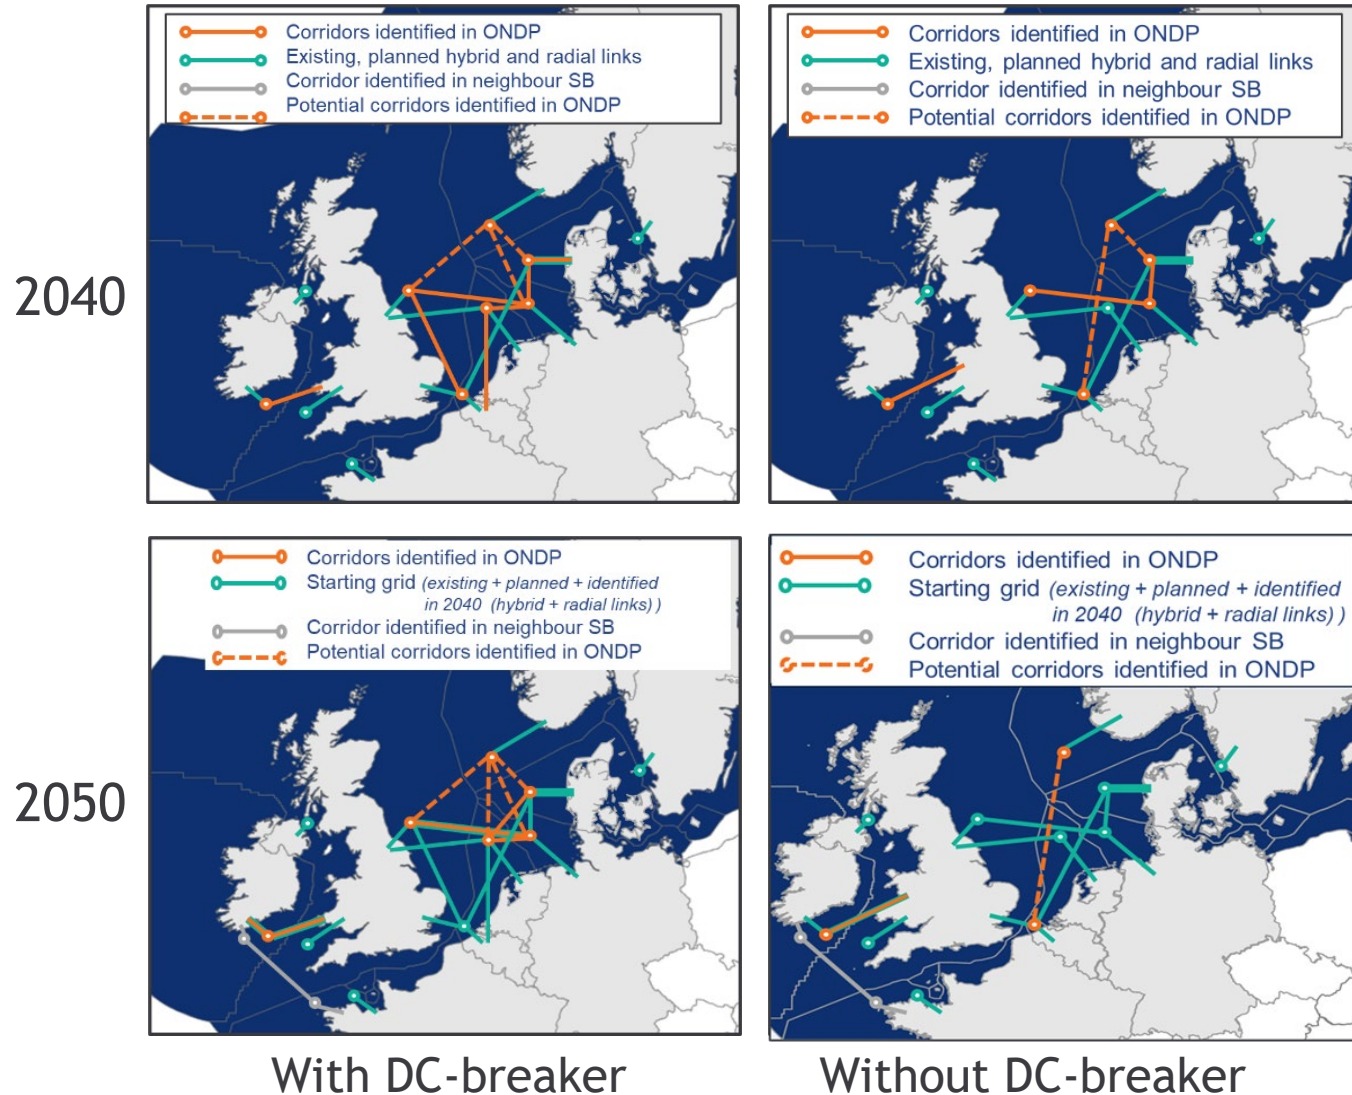 Corridors identified in ONDP
Existing, planned hybrid and radial links
Corridor identified in neighbour SB
Potential corridors identified in ONDP
Corridors identified in ONDP
Existing, planned hybrid and radial links
Corridor identified in neighbour SB
Potential corridors identified in ONDP
2040
Corridors identified in ONDP
Starting grid (existing + planned + identified
in 2040 (hybrid + radial links) )
Corridor identified in neighbour SB
Potential corridors identified in ONDP
Corridors identified in ONDP
Starting grid (existing + planned + identified
in 2040 (hybrid + radial links) )
Corridor identified in neighbour SB
Potential corridors identified in ONDP
2050
With DC-breaker
Without DC-breaker